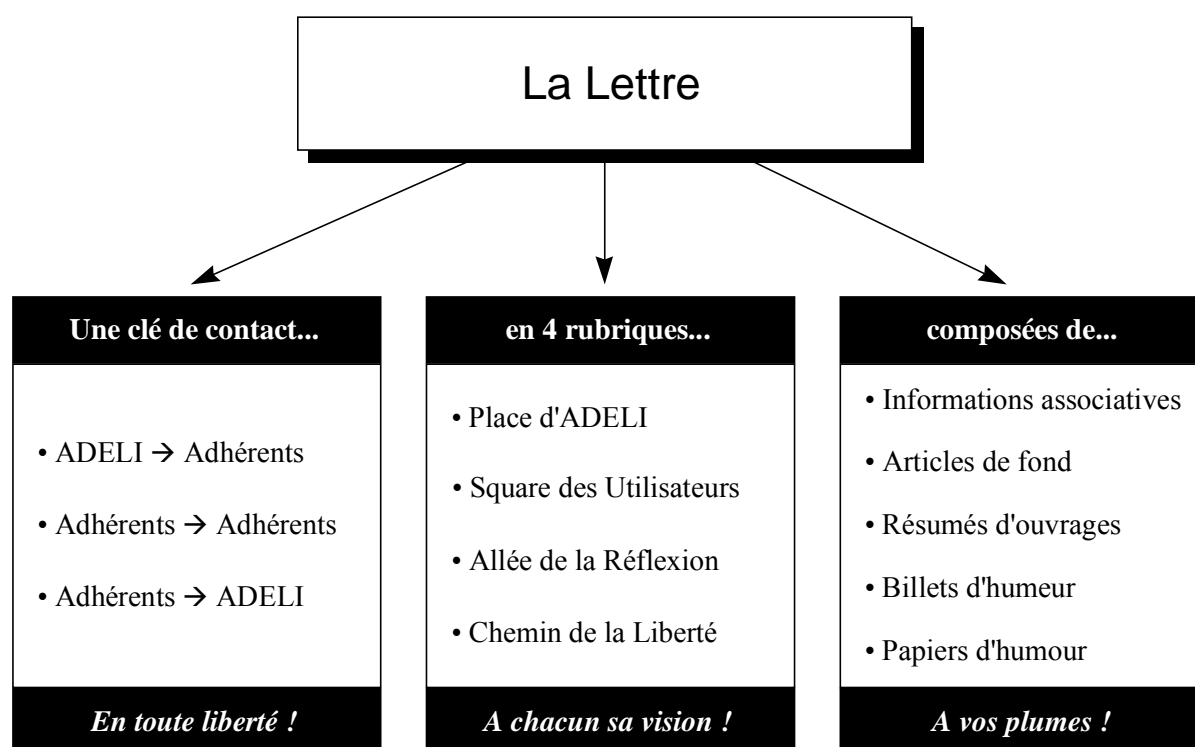 La Lettre
Une clé de contact...
• ADELI → Adhérents
• Adhérents → Adhérents
• Adhérents → ADELI
En toute liberté !
en 4 rubriques...
• Place d'ADELI
• Square des Utilisateurs
• Allée de la Réflexion
• Chemin de la Liberté
A chacun sa vision !
composées de...
• Informations associatives
• Articles de fond
• Résumés d'ouvrages
• Billets d'humeur
• Papiers d'humour
A vos plumes !